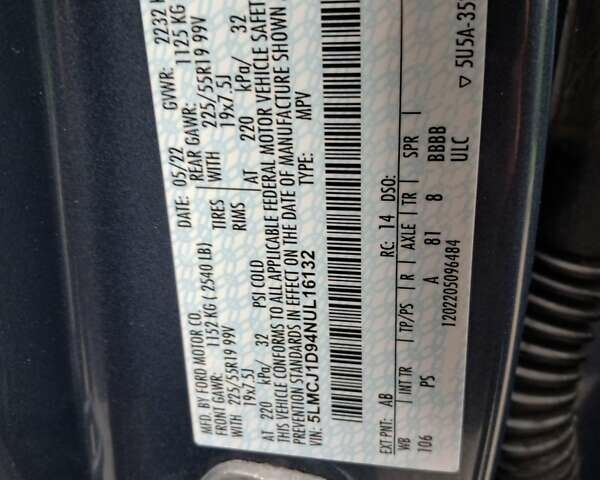 MFG. BY FORD MOTOR CO.
DATE: 05/22 GVWR: 2232 K
FRONT GAWR: 1152 KG ( 2540 LB) REAR GAWR: 1125 KG
225/55R19 99V TIRES WITH 225/55R19 99V
19x7.5J RIMS 19x7.5J
AT 220 kPa/ 32 PSI COLD AT 220 kPa/ 32
THIS VEHICLE CONFORMS TO ALL APPLICABLE FEDERAL MOTOR VEHICLE SAFET
PREVENTION STANDARDS IN EFFECT ON THE DATE OF MANUFACTURE SHOWN
VIN: 5LMCJ1D94NUL16132 TYPE: MPV
EXT PNT: AB RC: 14 DSO:
WB INT TR TP/PS R AXLE TR SPR
106 PS A 81 8 BBBB
ULC
1202205096484 ▽ 5U5A-35